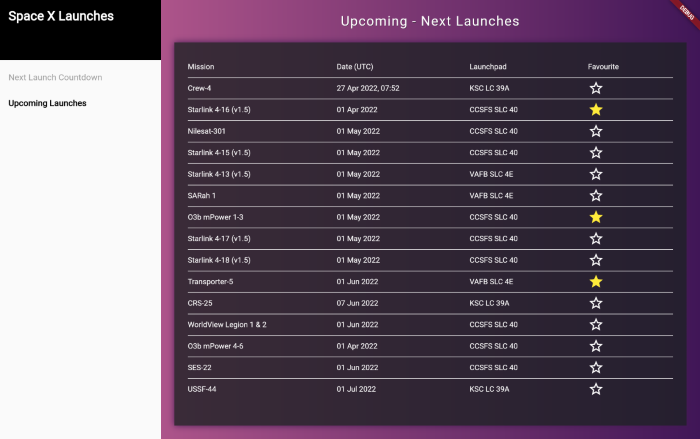 Space X Launches
Next Launch Countdown
Upcoming Launches
Upcoming - Next Launches
DEBUG
Mission Date (UTC) Launchpad Favourite
Crew-4 27 Apr 2022, 07:52 KSC LC 39A
Starlink 4-16 (v1.5) 01 Apr 2022 CCSFS SLC 40
Nilesat-301 01 May 2022 CCSFS SLC 40
Starlink 4-15 (v1.5) 01 May 2022 CCSFS SLC 40
Starlink 4-13 (v1.5) 01 May 2022 VAFB SLC 4E
SARah 1 01 May 2022 VAFB SLC 4E
O3b mPower 1-3 01 May 2022 CCSFS SLC 40
Starlink 4-17 (v1.5) 01 May 2022 CCSFS SLC 40
Starlink 4-18 (v1.5) 01 May 2022 CCSFS SLC 40
Transporter-5 01 Jun 2022 VAFB SLC 4E
CRS-25 07 Jun 2022 KSC LC 39A
WorldView Legion 1 & 2 01 Jun 2022 CCSFS SLC 40
O3b mPower 4-6 01 Apr 2022 CCSFS SLC 40
SES-22 01 Jun 2022 CCSFS SLC 40
USSF-44 01 Jul 2022 KSC LC 39A